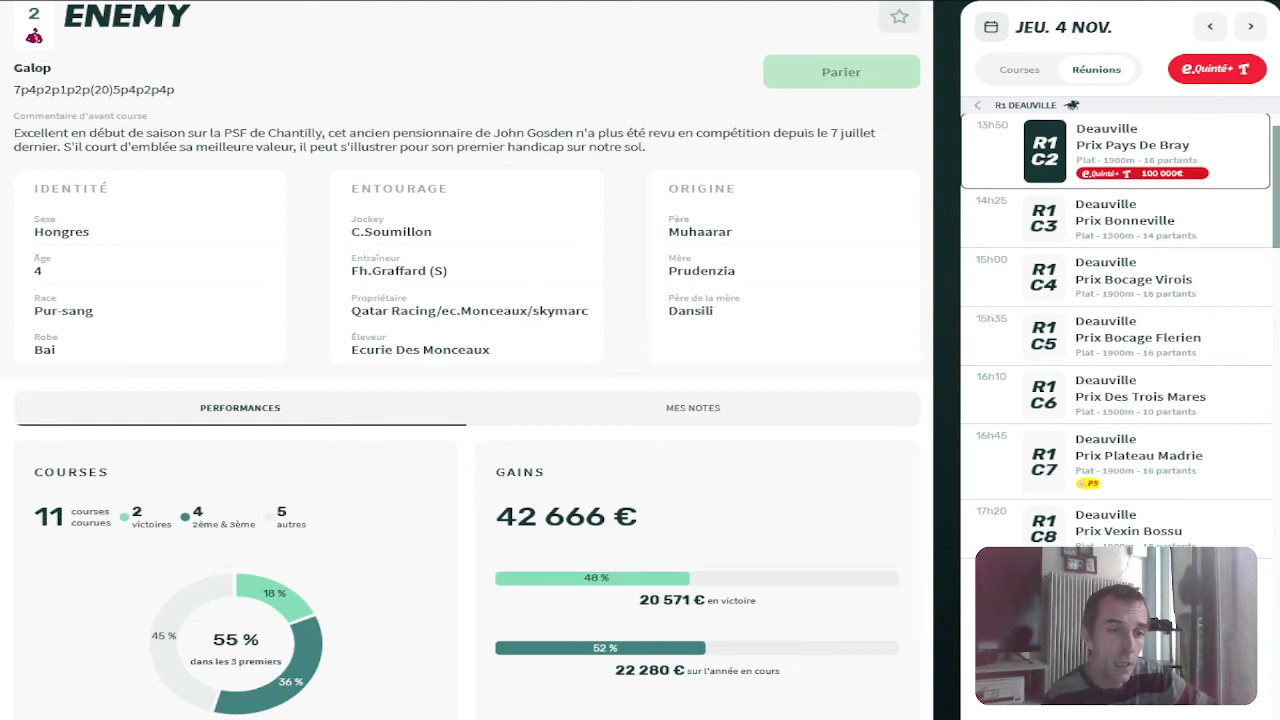 2
ENEMY
Galop
7p4p2p1p2p(20)5p4p2p4p
Parier
Commentaire d'avant course
Excellent en début de saison sur la PSF de Chantilly, cet ancien pensionnaire de John Gosden n'a plus été revu en compétition depuis le 7 juillet
dernier. S'il court d'emblée sa meilleure valeur, il peut s'illustrer pour son premier handicap sur notre sol.
IDENTITÉ
Sexe
Hongres
Âge
4
Race
Pur-sang
Robe
Bai
ENTOURAGE
Jockey
C.Soumillon
Entraîneur
Fh.Graffard (S)
Propriétaire
Qatar Racing/ec.Monceaux/skymarc
Éleveur
Ecurie Des Monceaux
ORIGINE
Père
Muhaarar
Mère
Prudenzia
Père de la mère
Dansili
PERFORMANCES
MES NOTES
COURSES
11 courses courues
2 victoires
4 2ème & 3ème
5 autres
18 %
45 %
55 %
dans les 3 premiers
36 %
GAINS
42 666 €
48 %
20 571 € en victoire
52 %
22 280 € sur l'année en cours
JEU. 4 NOV.
Courses
Réunions
e.Quinté+ T
R1 DEAUVILLE
13h50
R1 C2
Deauville
Prix Pays De Bray
Plat - 1900m - 16 partants
e.Quinté+ T 100 000€
14h25
R1 C3
Deauville
Prix Bonneville
Plat - 1300m - 14 partants
15h00
R1 C4
Deauville
Prix Bocage Virois
Plat - 1900m - 16 partants
15h35
R1 C5
Deauville
Prix Bocage Flerien
Plat - 1900m - 16 partants
16h10
R1 C6
Deauville
Prix Des Trois Mares
Plat - 1500m - 10 partants
16h45
R1 C7
Deauville
Prix Plateau Madrie
Plat - 1900m - 16 partants
P5
17h20
R1 C8
Deauville
Prix Vexin Bossu